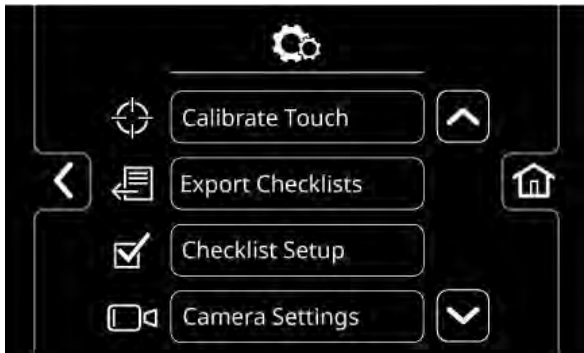 Calibrate Touch
Export Checklists
Checklist Setup
Camera Settings